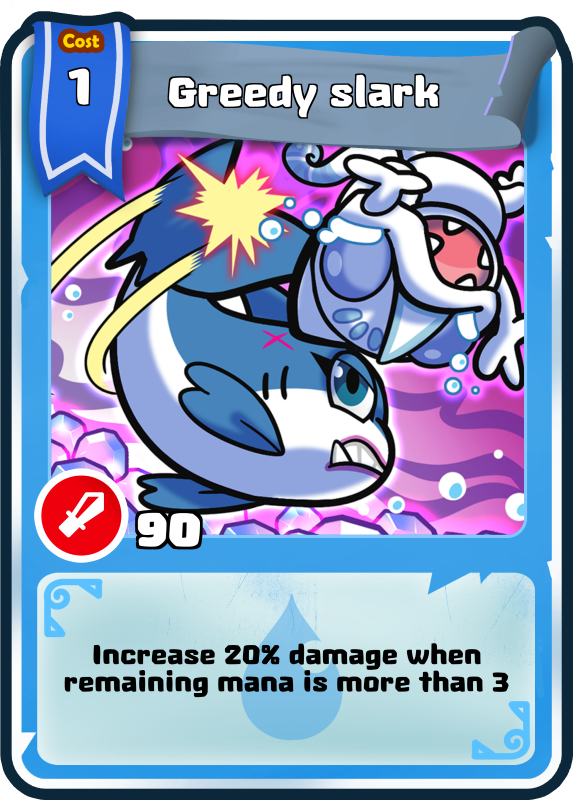 Cost
1
Greedy slark
90
Increase 20% damage when
remaining mana is more than 3